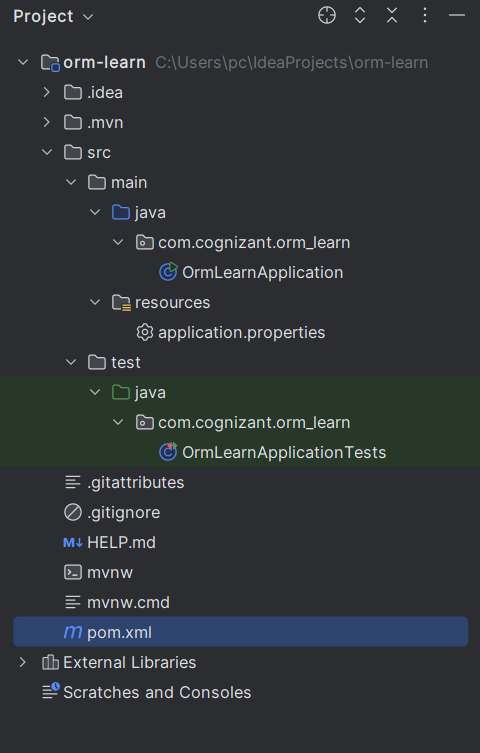 Project
orm-learn C:\Users\pc\IdeaProjects\orm-learn
.idea
.mvn
src
main
java
com.cognizant.orm_learn
OrmLearnApplication
resources
application.properties
test
java
com.cognizant.orm_learn
OrmLearnApplicationTests
.gitattributes
.gitignore
HELP.md
mvnw
mvnw.cmd
pom.xml
External Libraries
Scratches and Consoles